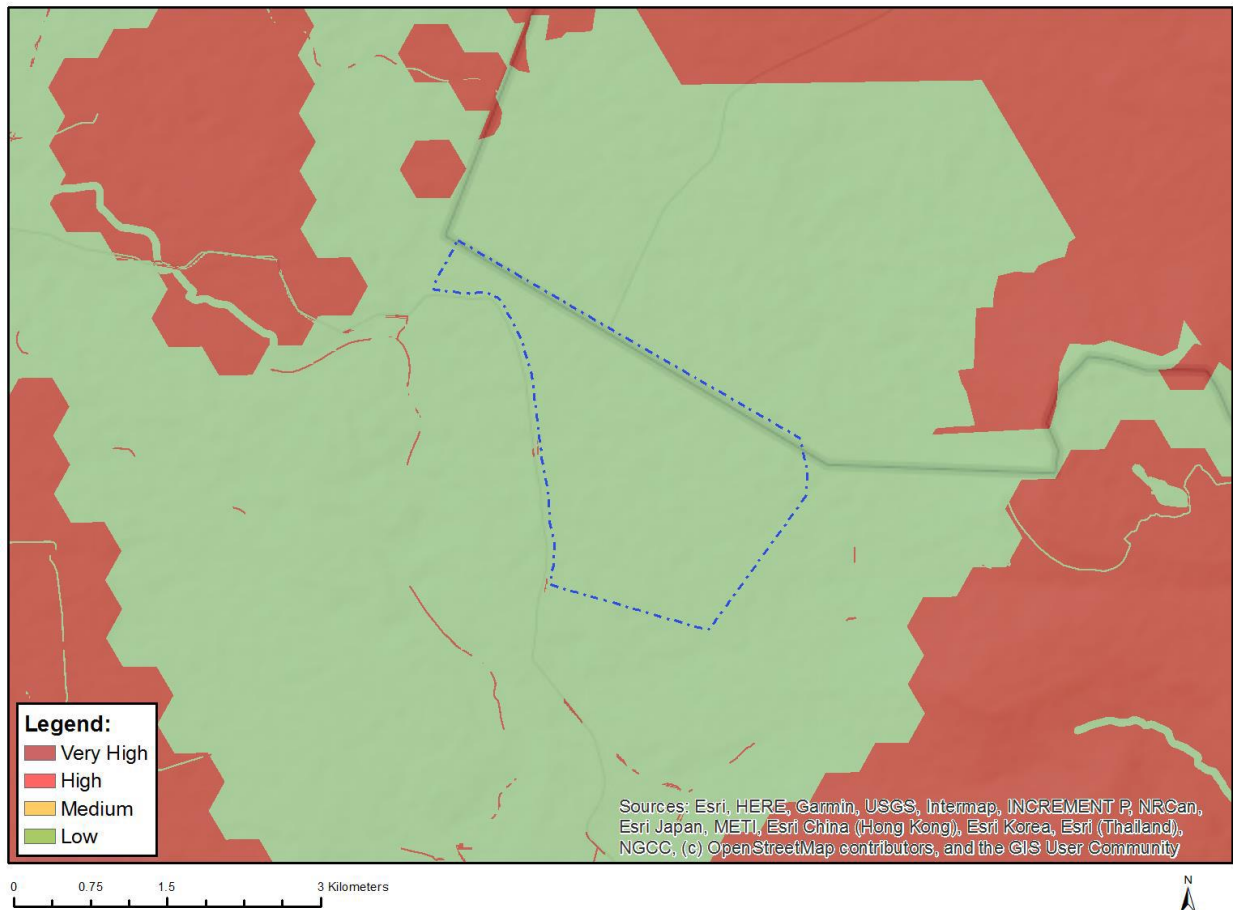 Legend:
Very High
High
Medium
Low
Sources: Esri, HERE, Garmin, USGS, Intermap, INCREMENT P, NRCan,
Esri Japan, METI, Esri China (Hong Kong), Esri Korea, Esri (Thailand),
NGCC, (c) OpenStreetMap contributors, and the GIS User Community
0 0.75 1.5 3 Kilometers
N